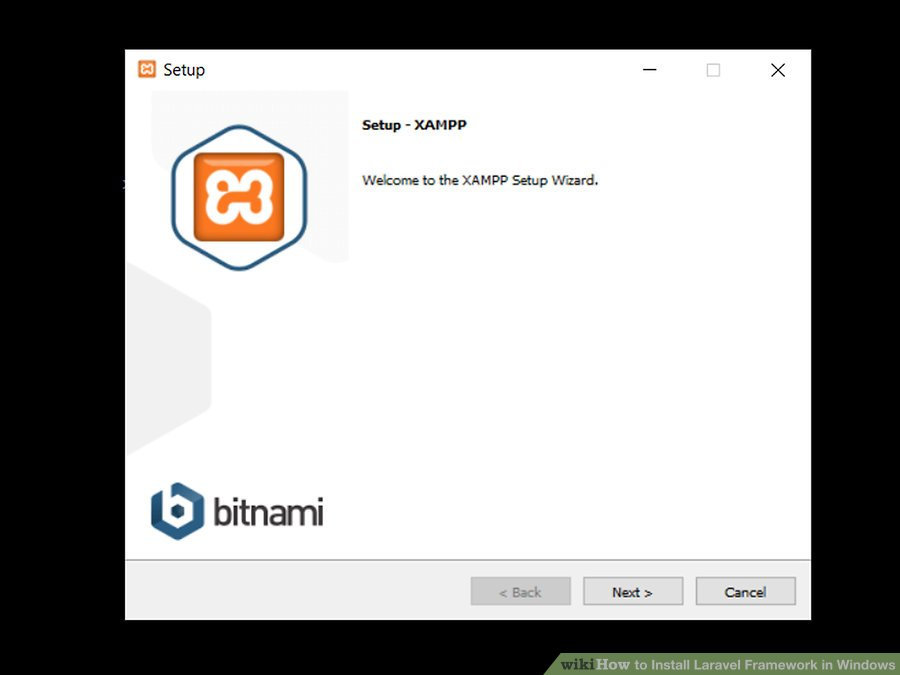 Setup
Setup - XAMPP
Welcome to the XAMPP Setup Wizard.
bitnami
< Back
Next >
Cancel
wikiHow to Install Laravel Framework in Windows